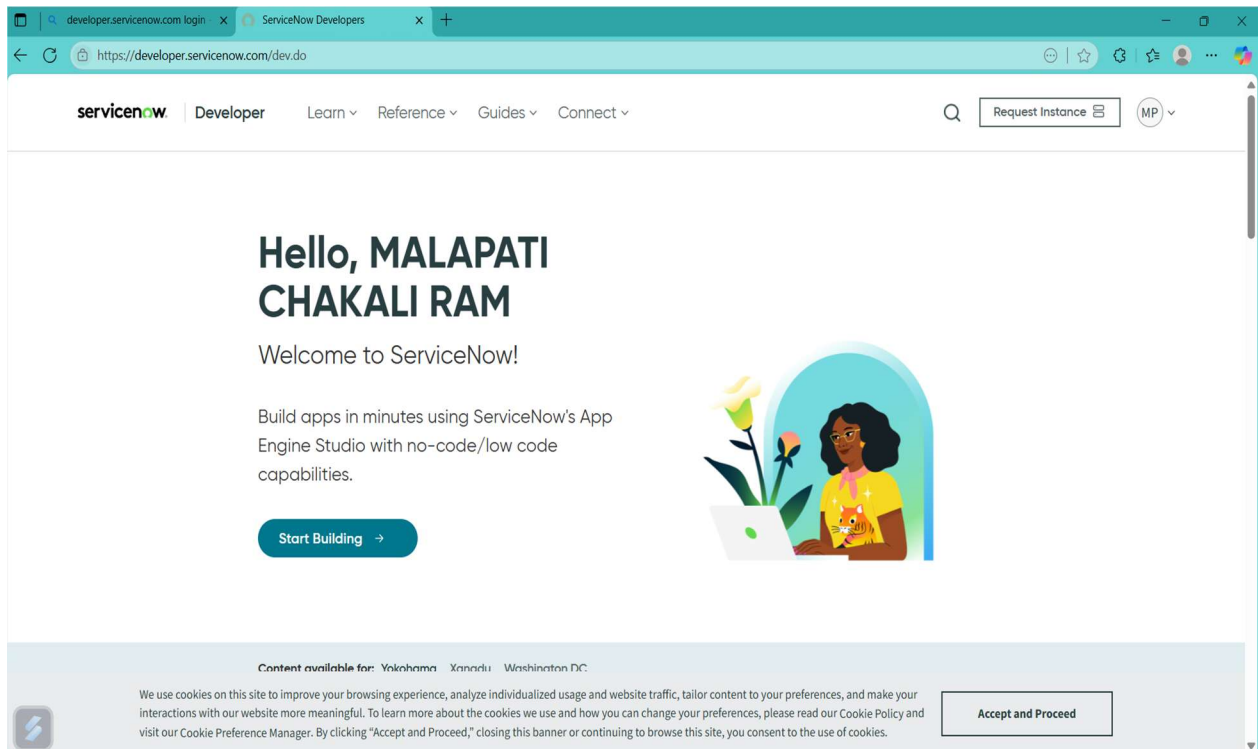 developer.servicenow.com login
ServiceNow Developers
https://developer.servicenow.com/dev.do
servicenow. Developer Learn Reference Guides Connect Request Instance MP
Hello, MALAPATI
CHAKALI RAM
Welcome to ServiceNow!
Build apps in minutes using ServiceNow's App
Engine Studio with no-code/low code
capabilities.
Start Building →
Content available for: Yokohama Xanadu Washington DC
We use cookies on this site to improve your browsing experience, analyze individualized usage and website traffic, tailor content to your preferences, and make your
interactions with our website more meaningful. To learn more about the cookies we use and how you can change your preferences, please read our Cookie Policy and
visit our Cookie Preference Manager. By clicking “Accept and Proceed,” closing this banner or continuing to browse this site, you consent to the use of cookies.
Accept and Proceed